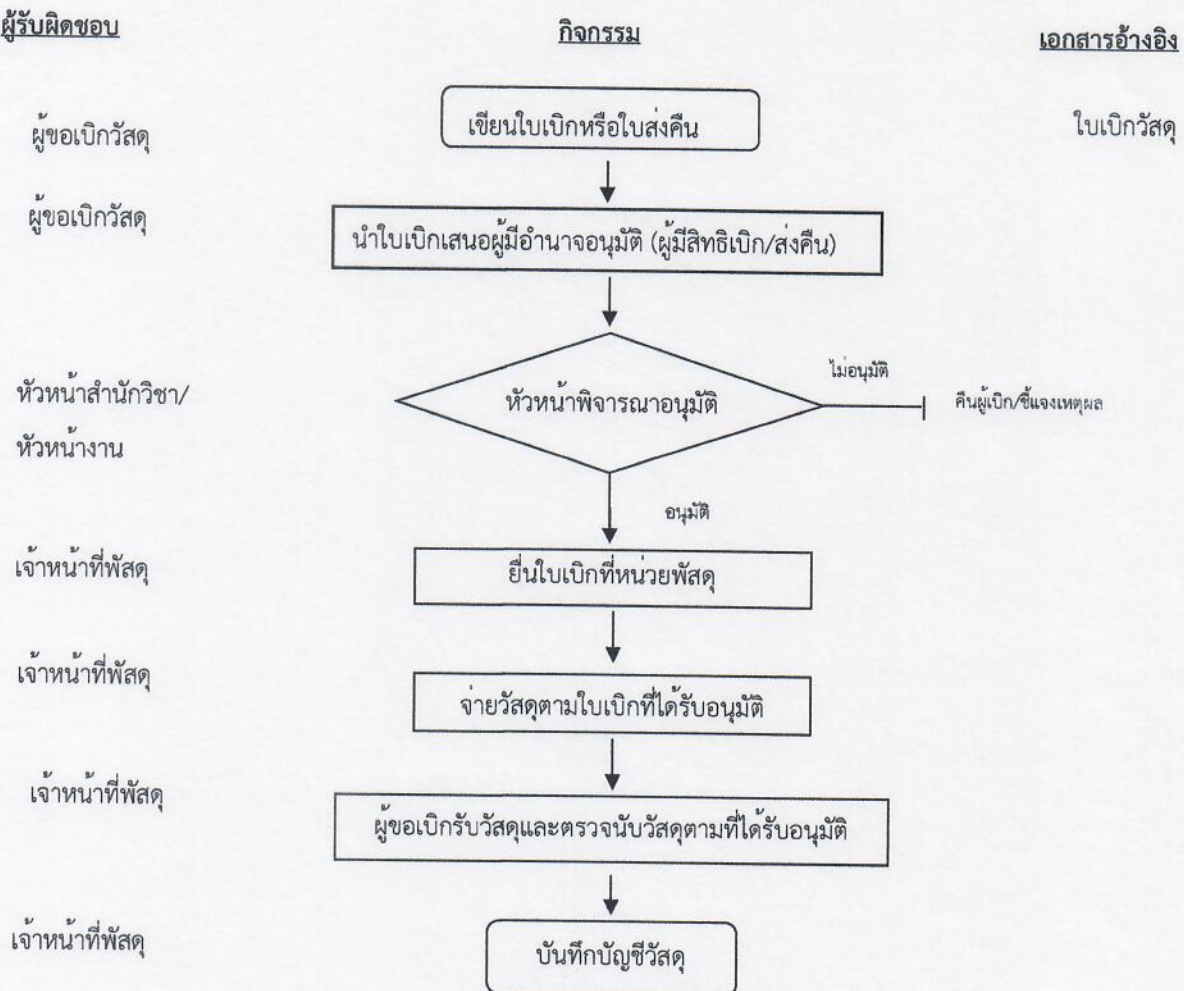 ผู้รับผิดชอบ กิจกรรม เอกสารอ้างอิง
ผู้ขอเบิกวัสดุ เขียนใบเบิกหรือใบส่งคืน ใบเบิกวัสดุ
ผู้ขอเบิกวัสดุ นำใบเบิกเสนอผู้มีอำนาจอนุมัติ (ผู้มีสิทธิเบิก/ส่งคืน)
หัวหน้าสำนักวิชา/
หัวหน้างาน
หัวหน้าพิจารณาอนุมัติ
ไม่อนุมัติ
คืนผู้เบิก/ชี้แจงเหตุผล
อนุมัติ
เจ้าหน้าที่พัสดุ ยื่นใบเบิกที่หน่วยพัสดุ
เจ้าหน้าที่พัสดุ จ่ายวัสดุตามใบเบิกที่ได้รับอนุมัติ
เจ้าหน้าที่พัสดุ ผู้ขอเบิกรับวัสดุและตรวจนับวัสดุตามที่ได้รับอนุมัติ
เจ้าหน้าที่พัสดุ บันทึกบัญชีวัสดุ